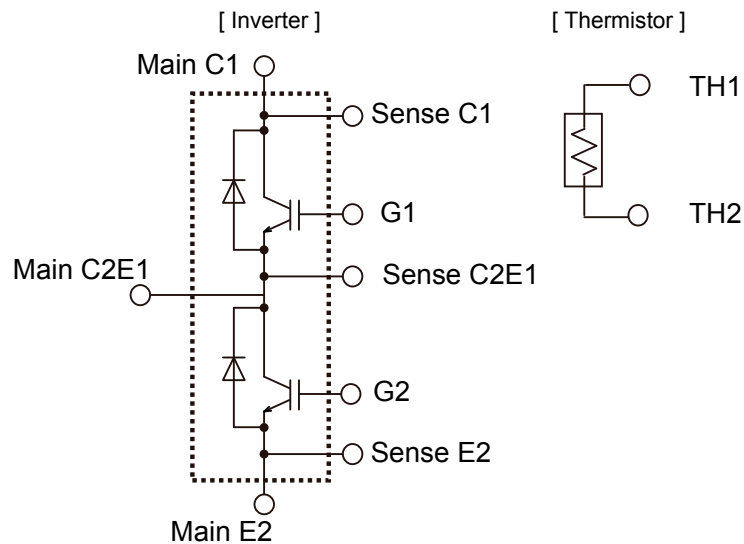 [ Inverter ]
[ Thermistor ]
Main C1
Sense C1
TH1
G1
TH2
Main C2E1
Sense C2E1
G2
Sense E2
Main E2